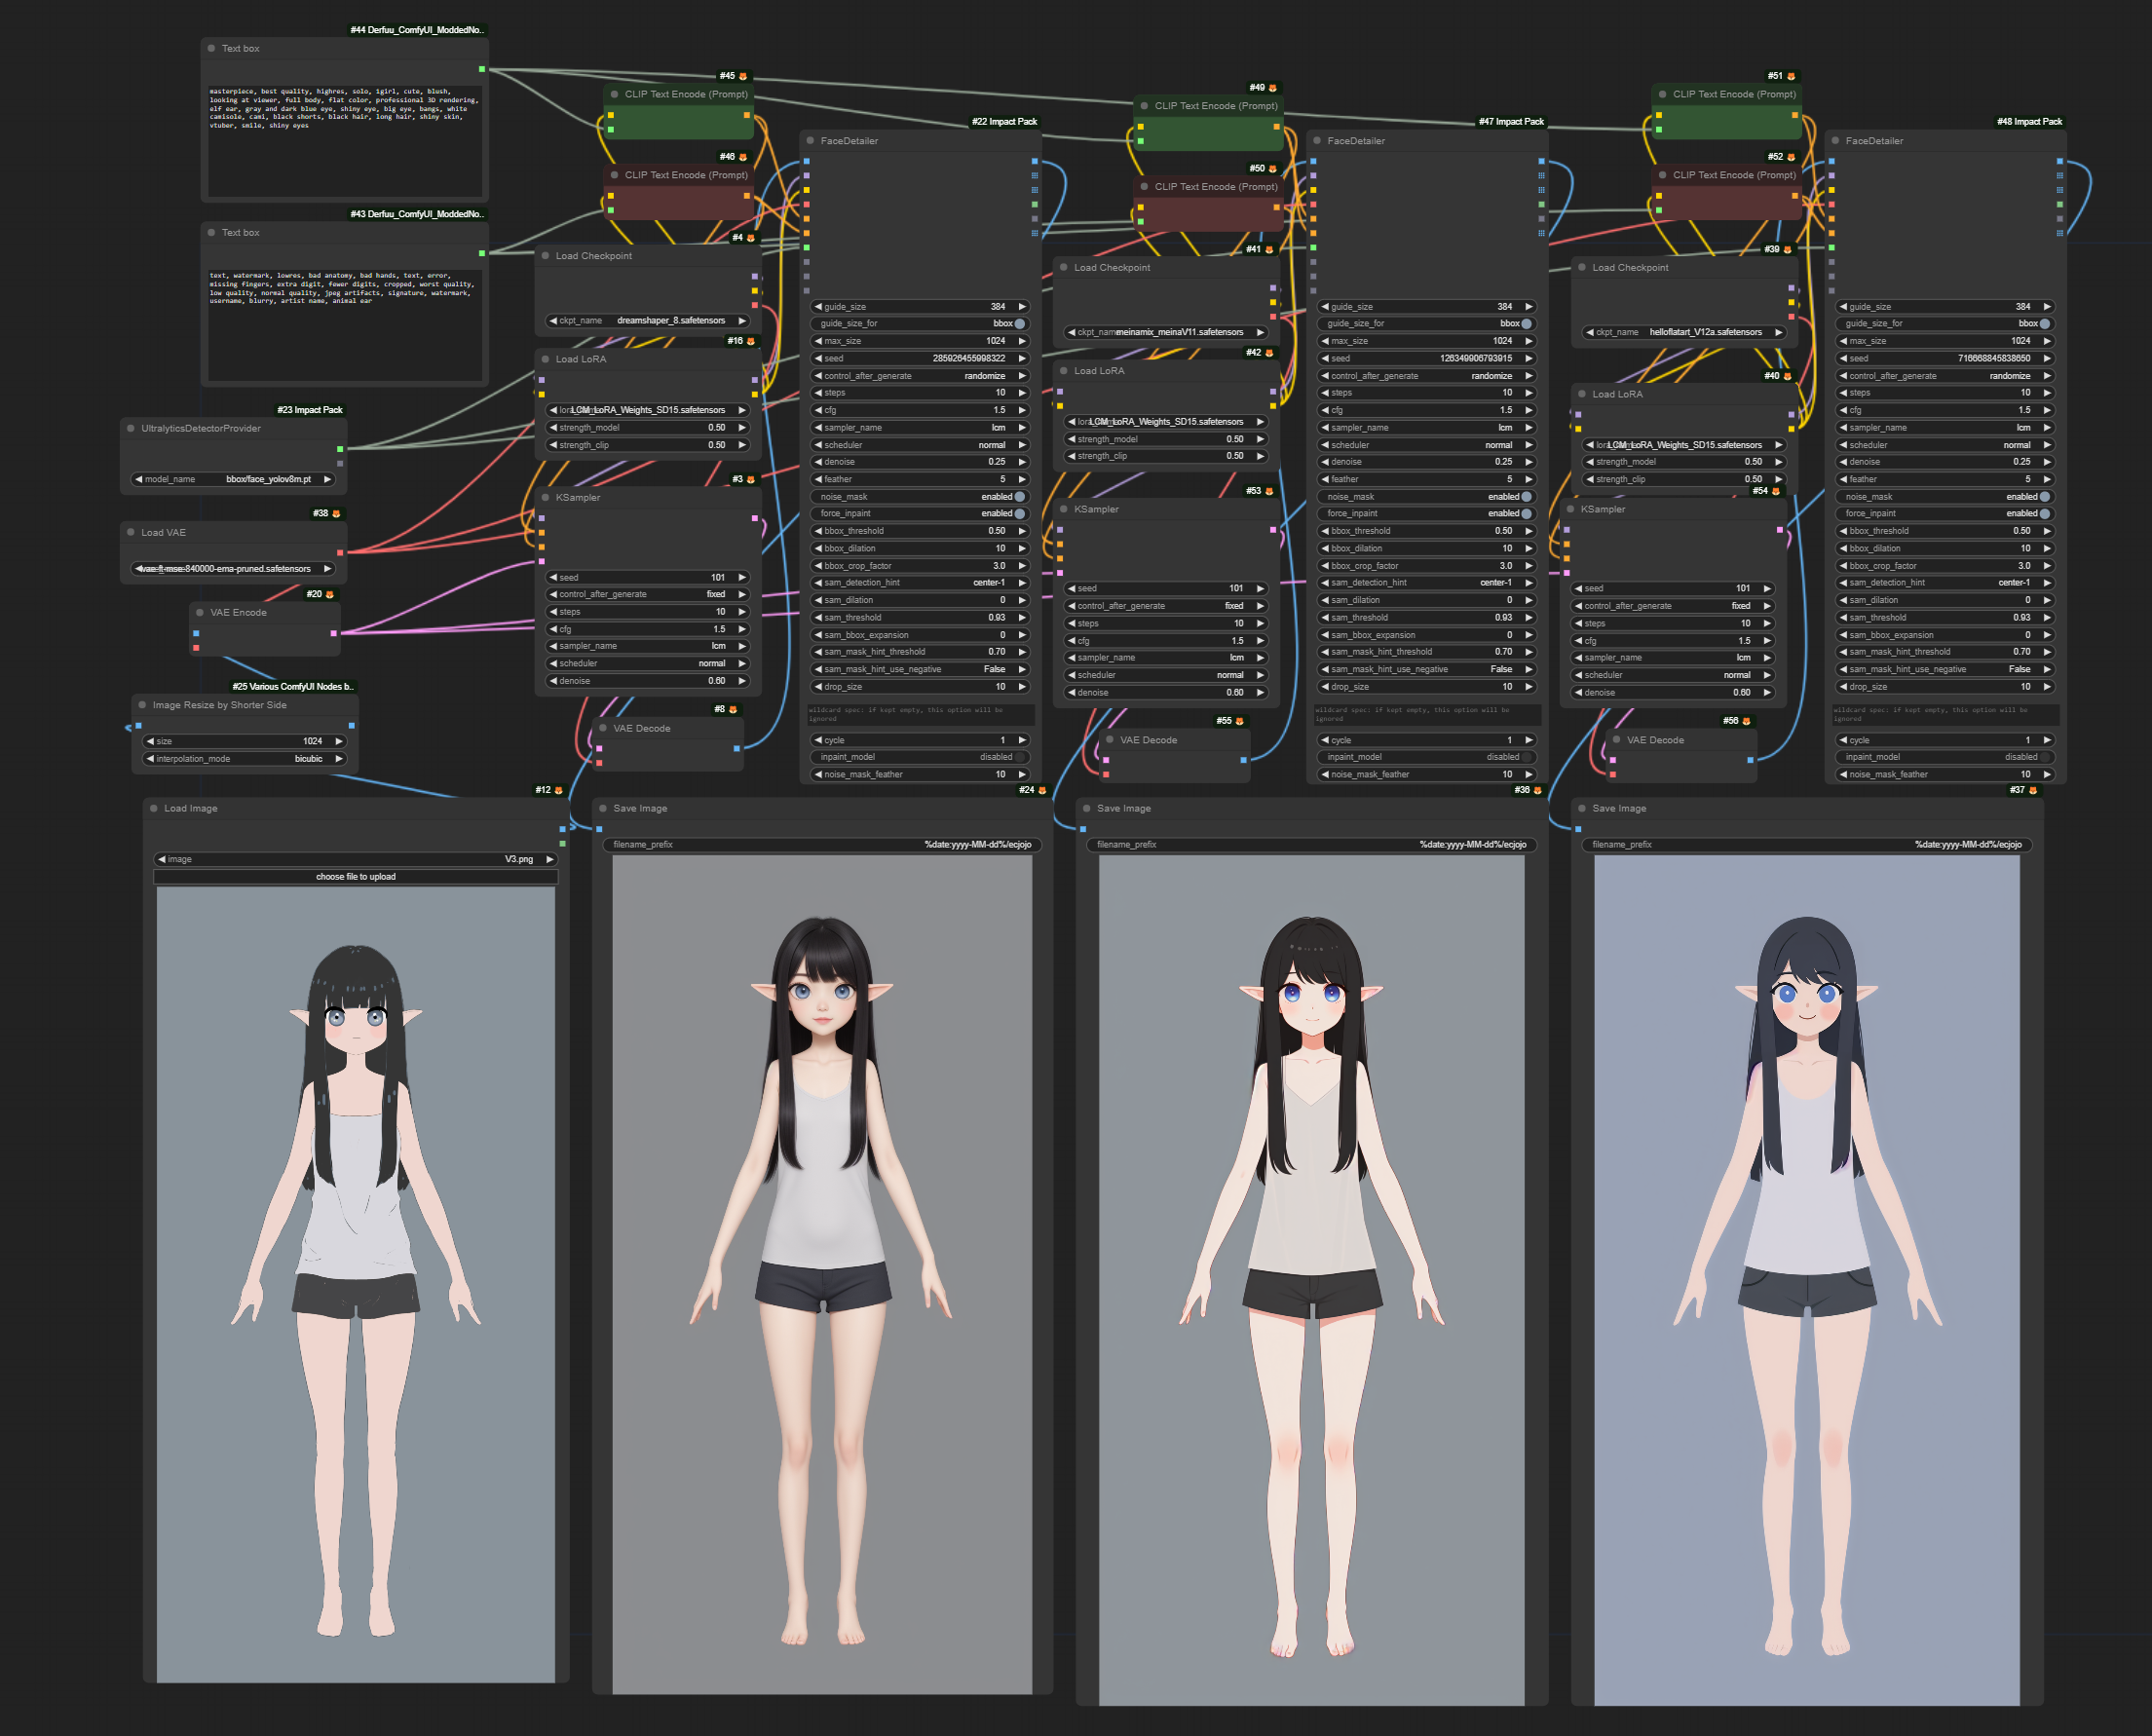 #44 Derfuu_ComfyUI_ModdedNo..
Text box
masterpiece, best quality, highres, solo, 1girl, cute, blush,
looking at viewer, full body, flat color, professional 3D rendering,
elf ear, gray and dark blue eye, shiny eye, big eye, bangs, white
camisole, cami, black shorts, black hair, long hair, shiny skin,
vtuber, smile, shiny eyes
#43 Derfuu_ComfyUI_ModdedNo..
Text box
text, watermark, lowres, bad anatomy, bad hands, text, error,
missing fingers, extra digit, fewer digits, cropped, worst quality,
low quality, normal quality, jpeg artifacts, signature, watermark,
username, blurry, artist name, animal ear
#23 Impact Pack
UltralyticsDetectorProvider
model_name bbox/face_yolov8m.pt
#38
Load VAE
vae-ft-mse-840000-ema-pruned.safetensors
#20
VAE Encode
#25 Various ComfyUI Nodes b..
Image Resize by Shorter Side
size 1024
interpolation_mode bicubic
#45
CLIP Text Encode (Prompt)
#46
CLIP Text Encode (Prompt)
#4
Load Checkpoint
ckpt_name dreamshaper_8.safetensors
#16
Load LoRA
LCM_LoRA_Weights_SD15.safetensors
strength_model 0.50
strength_clip 0.50
#3
KSampler
seed 101
control_after_generate fixed
steps 10
cfg 1.5
sampler_name lcm
scheduler normal
denoise 0.60
#8
VAE Decode
#22 Impact Pack
FaceDetailer
guide_size 384
guide_size_for bbox
max_size 1024
seed 285926455998322
control_after_generate randomize
steps 10
cfg 1.5
sampler_name lcm
scheduler normal
denoise 0.25
feather 5
noise_mask enabled
force_inpaint enabled
bbox_threshold 0.50
bbox_dilation 10
bbox_crop_factor 3.0
sam_detection_hint center-1
sam_dilation 0
sam_threshold 0.93
sam_bbox_expansion 0
sam_mask_hint_threshold 0.70
sam_mask_hint_use_negative False
drop_size 10
wildcard spec: if kept empty, this option will be
ignored
cycle 1
inpaint_model disabled
noise_mask_feather 10
#49
CLIP Text Encode (Prompt)
#50
CLIP Text Encode (Prompt)
#41
Load Checkpoint
ckpt_name meinamix_meinaV11.safetensors
#42
Load LoRA
LCM_LoRA_Weights_SD15.safetensors
strength_model 0.50
strength_clip 0.50
#53
KSampler
seed 101
control_after_generate fixed
steps 10
cfg 1.5
sampler_name lcm
scheduler normal
denoise 0.60
#55
VAE Decode
#47 Impact Pack
FaceDetailer
guide_size 384
guide_size_for bbox
max_size 1024
seed 126349906793915
control_after_generate randomize
steps 10
cfg 1.5
sampler_name lcm
scheduler normal
denoise 0.25
feather 5
noise_mask enabled
force_inpaint enabled
bbox_threshold 0.50
bbox_dilation 10
bbox_crop_factor 3.0
sam_detection_hint center-1
sam_dilation 0
sam_threshold 0.93
sam_bbox_expansion 0
sam_mask_hint_threshold 0.70
sam_mask_hint_use_negative False
drop_size 10
wildcard spec: if kept empty, this option will be
ignored
cycle 1
inpaint_model disabled
noise_mask_feather 10
#51
CLIP Text Encode (Prompt)
#52
CLIP Text Encode (Prompt)
#39
Load Checkpoint
ckpt_name helloflatart_V12a.safetensors
#40
Load LoRA
LCM_LoRA_Weights_SD15.safetensors
strength_model 0.50
strength_clip 0.50
#54
KSampler
seed 101
control_after_generate fixed
steps 10
cfg 1.5
sampler_name lcm
scheduler normal
denoise 0.60
#56
VAE Decode
#48 Impact Pack
FaceDetailer
guide_size 384
guide_size_for bbox
max_size 1024
seed 716668845838650
control_after_generate randomize
steps 10
cfg 1.5
sampler_name lcm
scheduler normal
denoise 0.25
feather 5
noise_mask enabled
force_inpaint enabled
bbox_threshold 0.50
bbox_dilation 10
bbox_crop_factor 3.0
sam_detection_hint center-1
sam_dilation 0
sam_threshold 0.93
sam_bbox_expansion 0
sam_mask_hint_threshold 0.70
sam_mask_hint_use_negative False
drop_size 10
wildcard spec: if kept empty, this option will be
ignored
cycle 1
inpaint_model disabled
noise_mask_feather 10
#12
Load Image
image V3.png
choose file to upload
#24
Save Image
filename_prefix %date:yyyy-MM-dd%/ecjojo
#36
Save Image
filename_prefix %date:yyyy-MM-dd%/ecjojo
#37
Save Image
filename_prefix %date:yyyy-MM-dd%/ecjojo